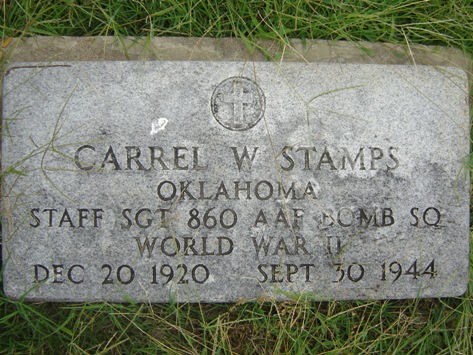 CARREL W STAMPS
OKLAHOMA
STAFF SGT 860 AAF BOMB SQ
WORLD WAR II
DEC 20 1920 SEPT 30 1944